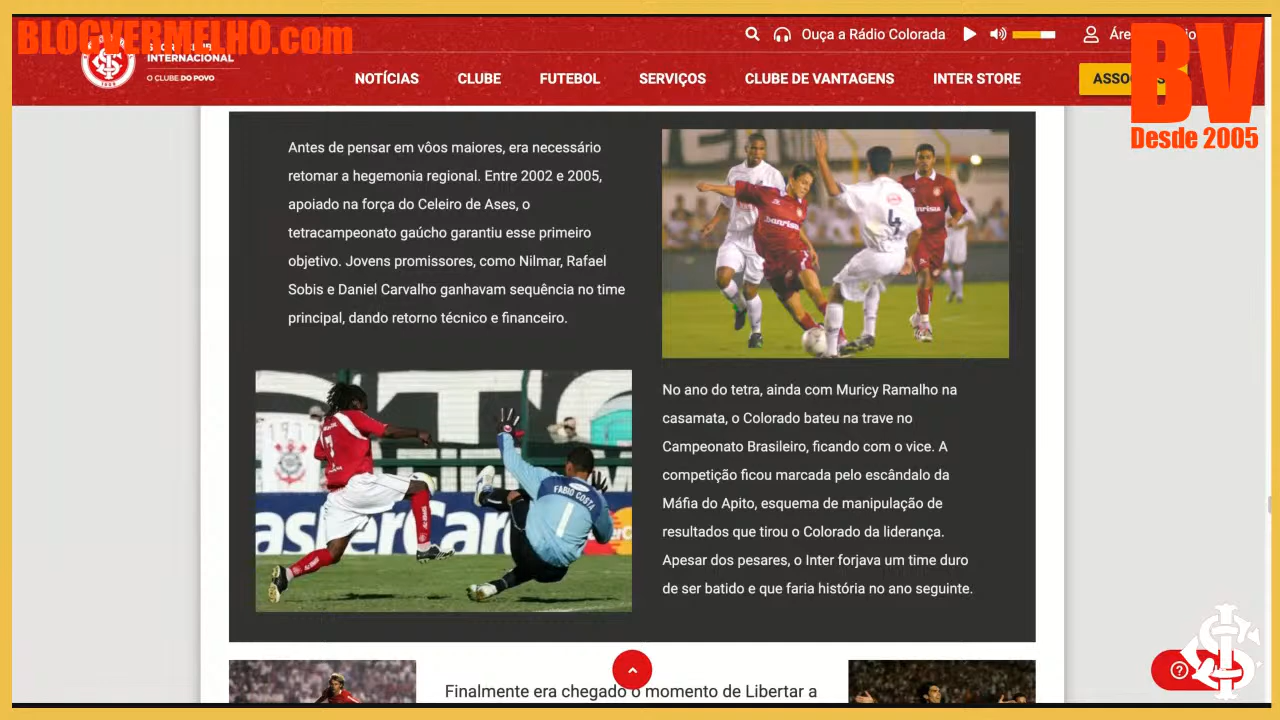 BLOGVERMELHO.com
INTERNACIONAL
O CLUBE DO POVO
Ouça a Rádio Colorada
BV
Desde 2005
NOTÍCIAS
CLUBE
FUTEBOL
SERVIÇOS
CLUBE DE VANTAGENS
INTER STORE
Antes de pensar em vôos maiores, era necessário
retomar a hegemonia regional. Entre 2002 e 2005,
apoiado na força do Celeiro de Ases, o
tetracampeonato gaúcho garantiu esse primeiro
objetivo. Jovens promissores, como Nilmar, Rafael
Sobis e Daniel Carvalho ganhavam sequência no time
principal, dando retorno técnico e financeiro.
4
banrisul
7
FABIO COSTA
1
No ano do tetra, ainda com Muricy Ramalho na
casamata, o Colorado bateu na trave no
Campeonato Brasileiro, ficando com o vice. A
competição ficou marcada pelo escândalo da
Máfia do Apito, esquema de manipulação de
resultados que tirou o Colorado da liderança.
Apesar dos pesares, o Inter forjava um time duro
de ser batido e que faria história no ano seguinte.
Finalmente era chegado o momento de Libertar a